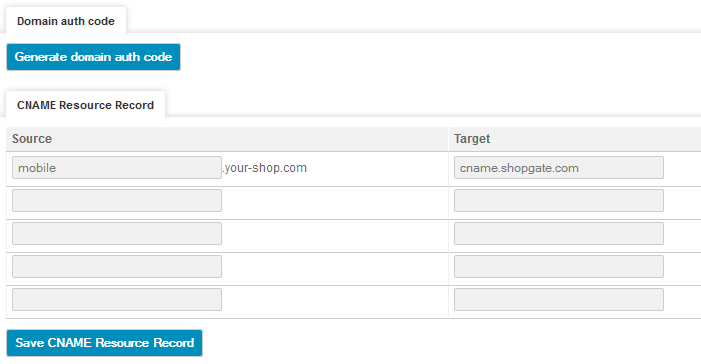 Domain auth code
Generate domain auth code
CNAME Resource Record
Source Target
mobile .your-shop.com cname.shopgate.com
Save CNAME Resource Record